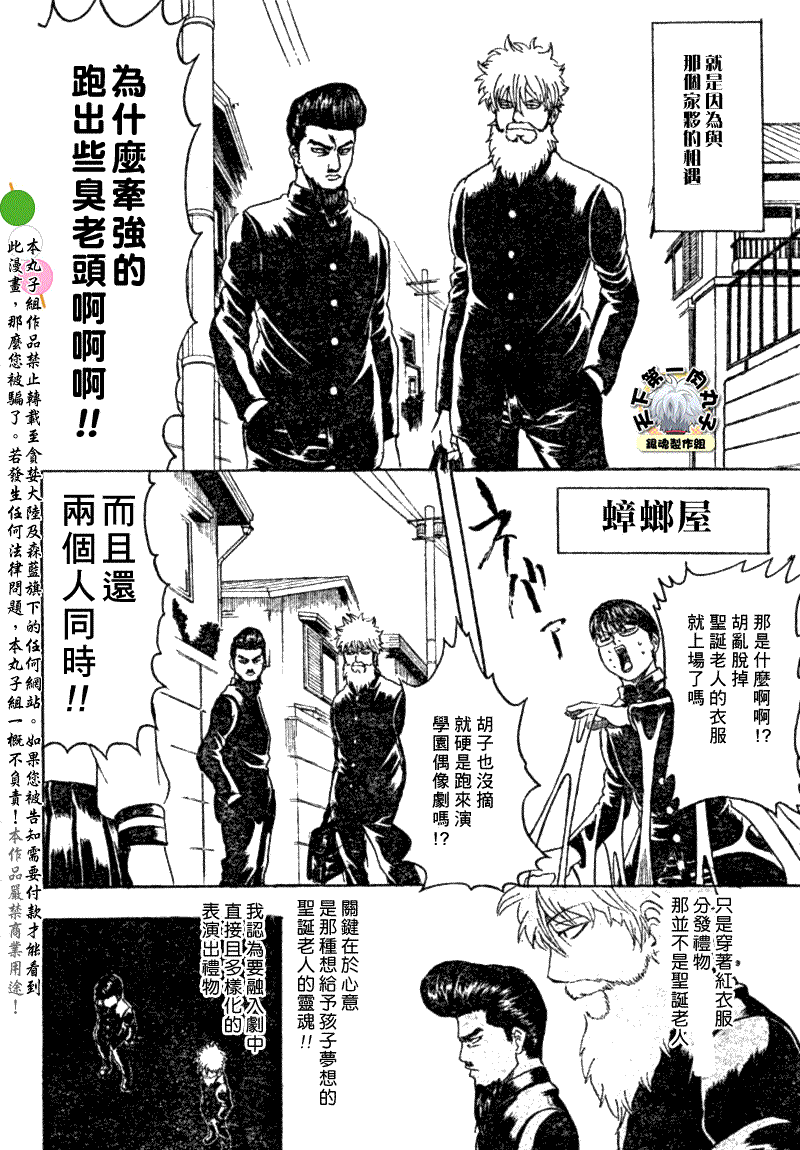 就是因為與
那個家夥的相遇
為什麼牽強的
跑出些臭老頭啊啊啊!!
天下第一肉丸子
銀魂製作組
蟑螂屋
那是什麼啊啊!?
胡亂脫掉
聖誕老人的衣服
就上場了嗎
胡子也沒摘
就硬是跑來演
學園偶像劇嗎!?
而且還
兩個人同時!!
只是穿著紅衣服
分發禮物
那並不是聖誕老人
關鍵在於心意
是那種想給予孩子夢想的
聖誕老人的靈魂!!
我認為要融入劇中
直接且多樣化的
表演出禮物
本丸子組作品禁止轉載至貪婪大陸及森藍旗下的任何網站。如果您被告知需要付款才能看到
此漫畫，那麼您被騙了。若發生任何法律問題，本丸子組一概不負責！本作品嚴禁商業用途！